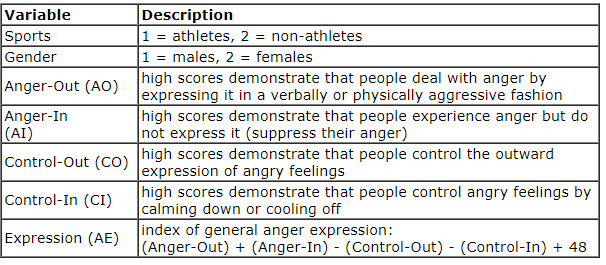 Variable Description
Sports 1 = athletes, 2 = non-athletes
Gender 1 = males, 2 = females
Anger-Out (AO) high scores demonstrate that people deal with anger by
expressing it in a verbally or physically aggressive fashion
Anger-In high scores demonstrate that people experience anger but do
(AI) not express it (suppress their anger)
Control-Out (CO) high scores demonstrate that people control the outward
expression of angry feelings
Control-In (CI) high scores demonstrate that people control angry feelings by
calming down or cooling off
Expression (AE) index of general anger expression:
(Anger-Out) + (Anger-In) - (Control-Out) - (Control-In) + 48